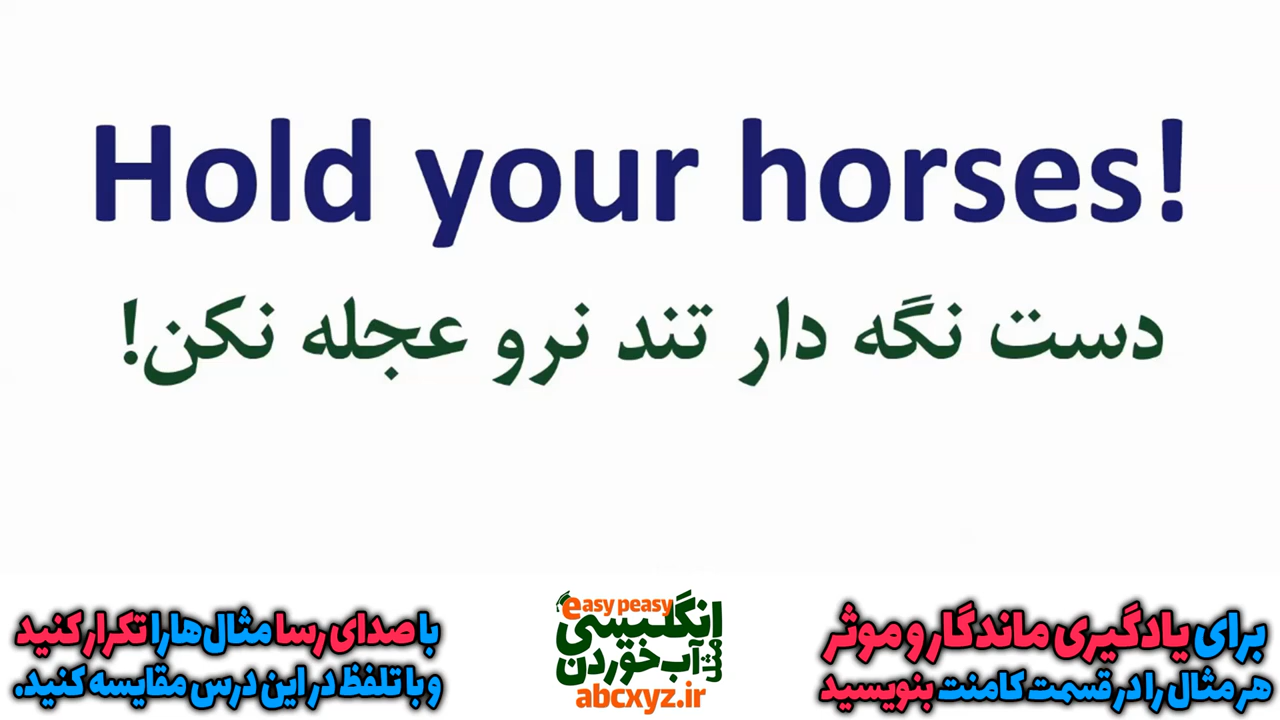 Hold your horses!
دست نگه دار تند نرو عجله نکن!
برای یادگیری ماندگار و موثر
هر مثال را در قسمت کامنت بنویسید
easy peasy
انگلیسی
مثل آب خوردن
abcxyz.ir
با صدای رسا مثال‌ها را تکرار کنید
و با تلفظ در این درس مقایسه کنید.